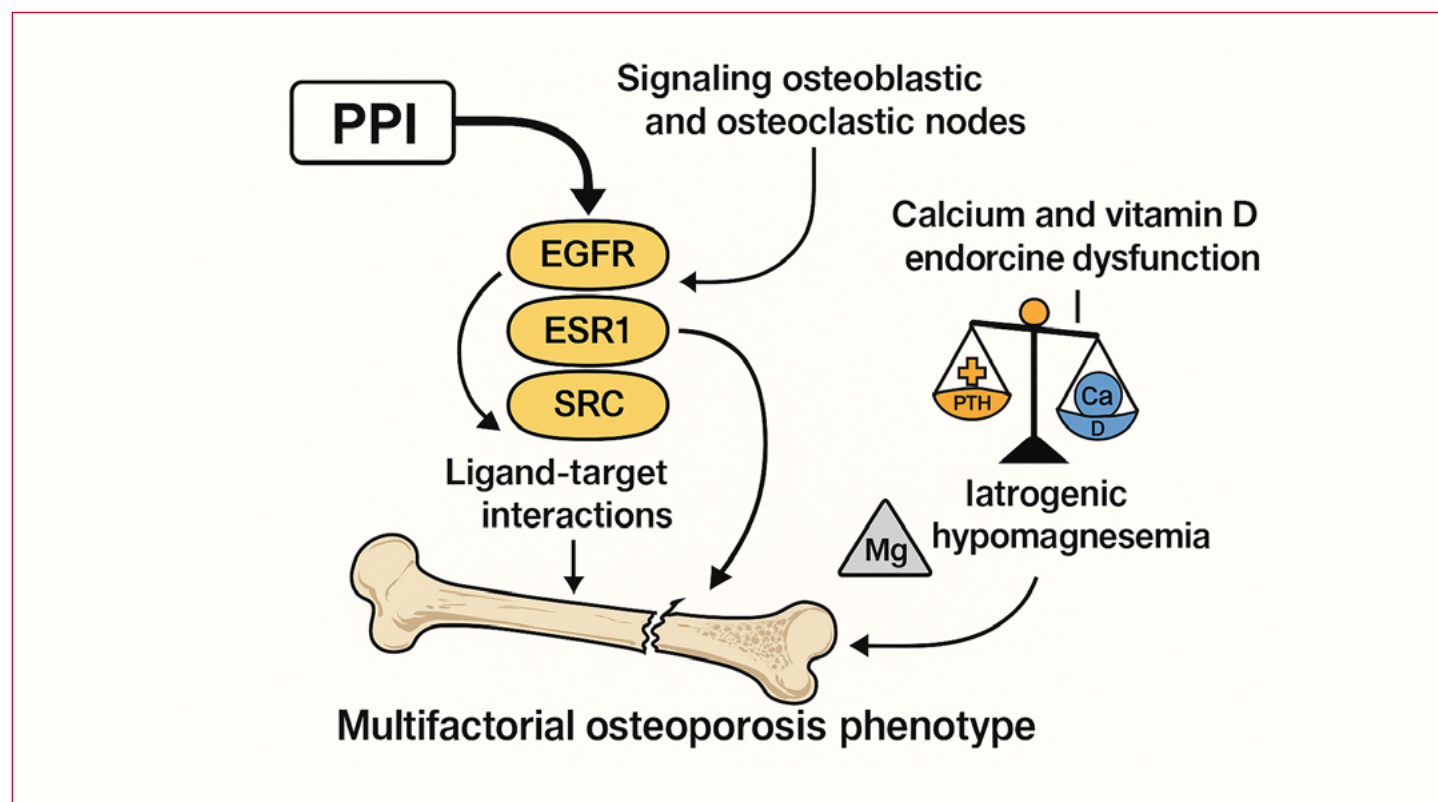 PPI
Signaling osteoblastic
and osteoclastic nodes
EGFR
ESR1
SRC
Ligand-target
interactions
Calcium and vitamin D
endorcine dysfunction
PTH
Ca
D
Iatrogenic
hypomagnesemia
Mg
Multifactorial osteoporosis phenotype